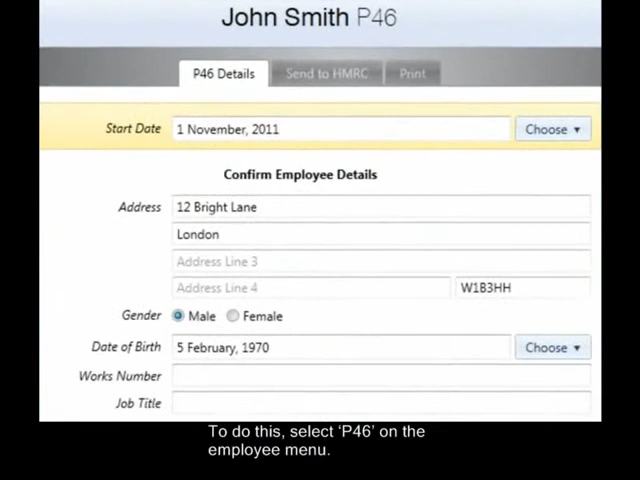 John Smith P46
P46 Details Send to HMRC Print
Start Date 1 November, 2011 Choose
Confirm Employee Details
Address 12 Bright Lane
London
Address Line 3
Address Line 4 W1B3HH
Gender Male Female
Date of Birth 5 February, 1970 Choose
Works Number
Job Title
To do this, select ‘P46’ on the
employee menu.